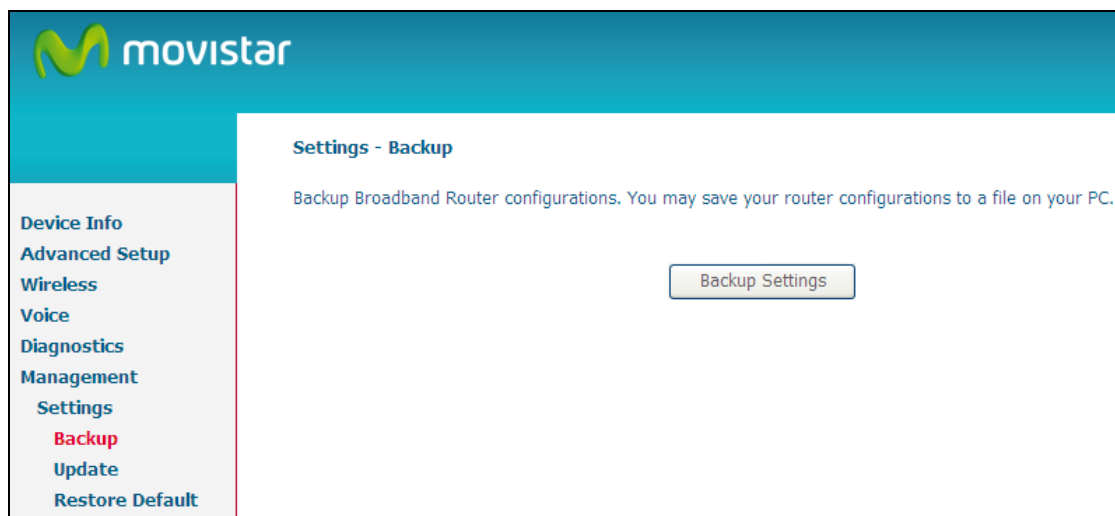 movistar
Settings - Backup
Backup Broadband Router configurations. You may save your router configurations to a file on your PC.
Backup Settings
Device Info
Advanced Setup
Wireless
Voice
Diagnostics
Management
Settings
Backup
Update
Restore Default